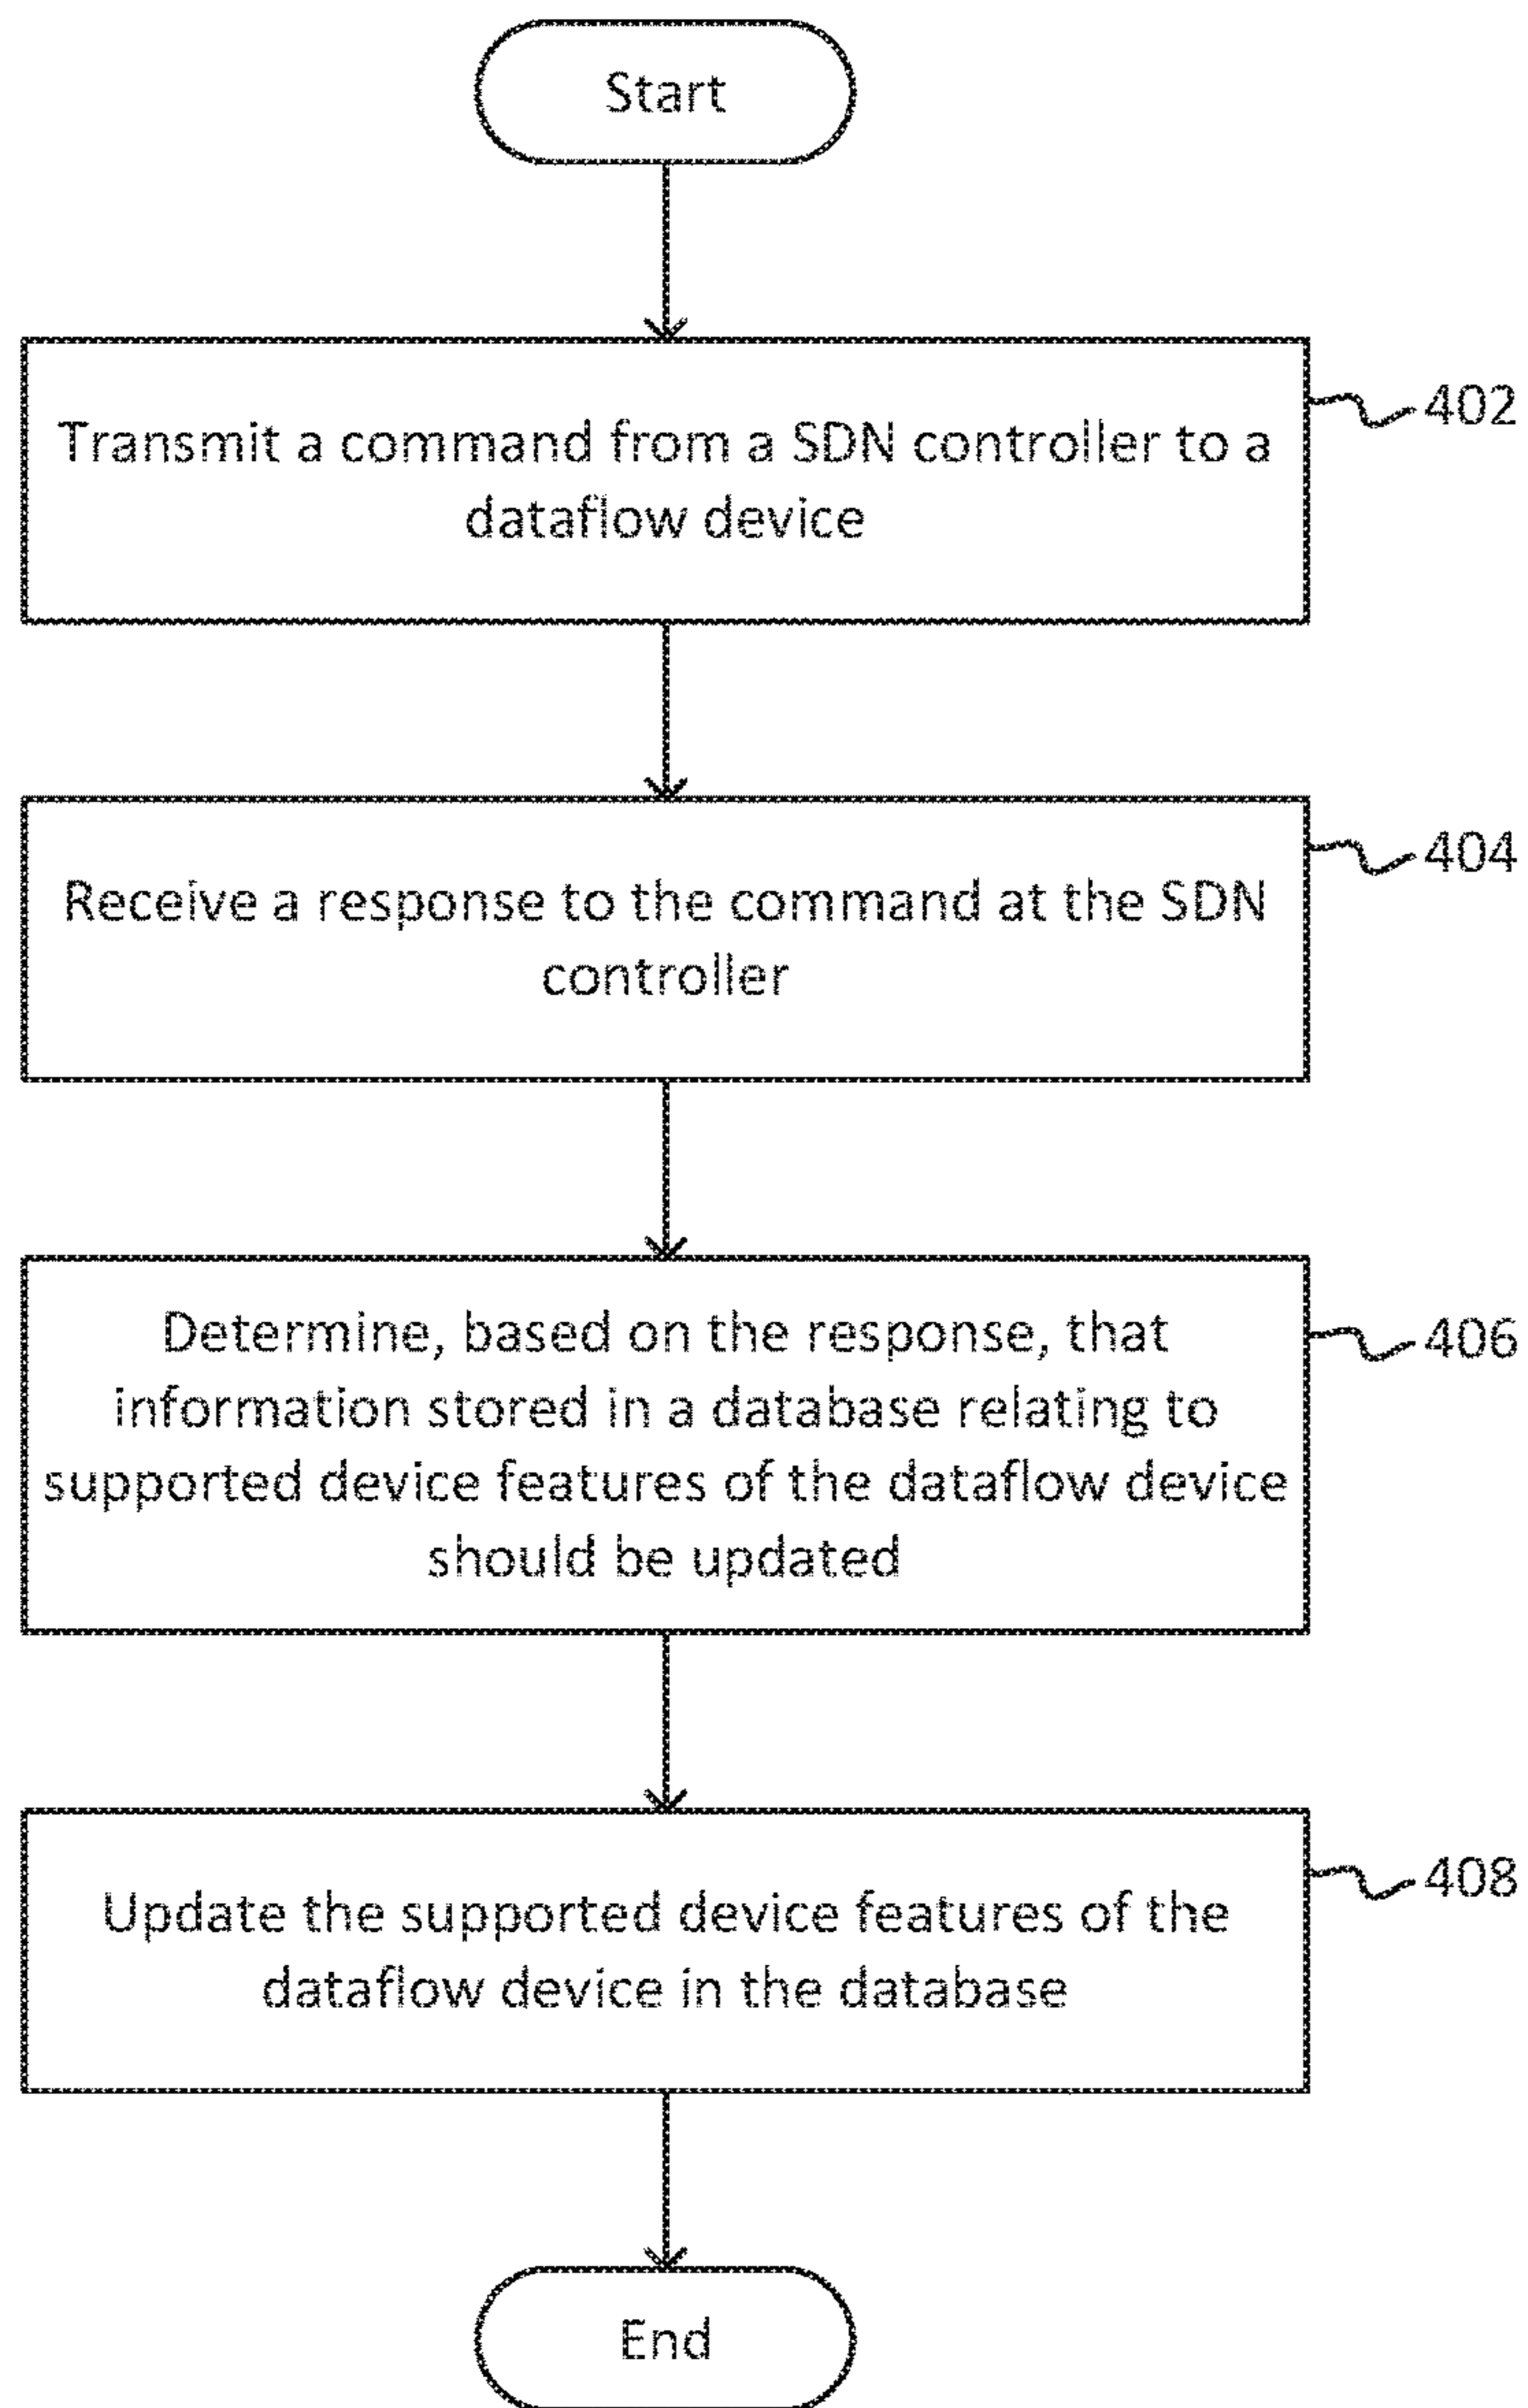 Start
Transmit a command from a SDN controller to a
dataflow device
402
Receive a response to the command at the SDN
controller
404
Determine, based on the response, that
information stored in a database relating to
supported device features of the dataflow device
should be updated
406
Update the supported device features of the
dataflow device in the database
408
End